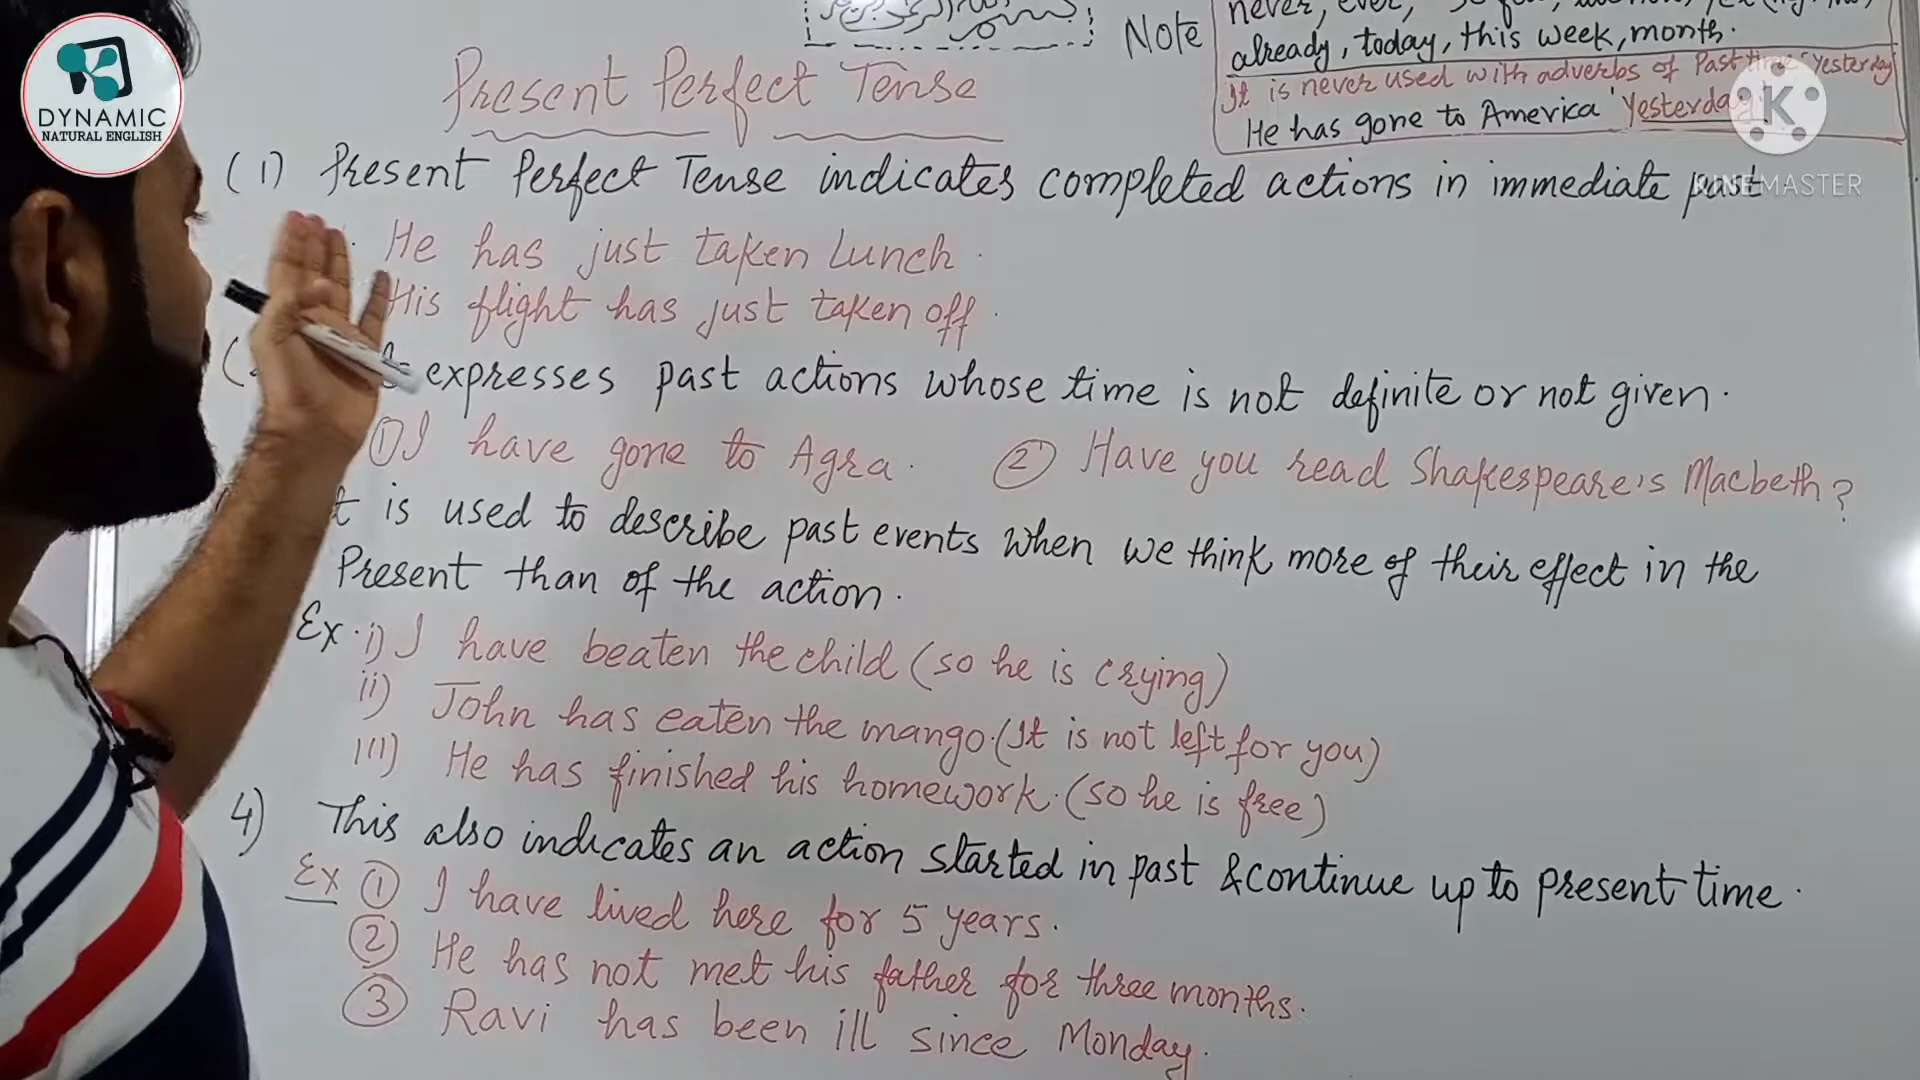 DYNAMIC
NATURAL ENGLISH
Note
never, ever,
already, today, this week, month.
It is never used with adverbs of Past time "Yesterday
He has gone to America 'Yesterday'
KINEMASTER
Present Perfect Tense
(1) Present Perfect Tense indicates completed actions in immediate past
He has just taken Lunch.
His flight has just taken off.
expresses past actions whose time is not definite or not given.
① I have gone to Agra. ② Have you read Shakespeare's Macbeth?
is used to describe past events when we think more of their effect in the
Present than of the action.
Ex. i) I have beaten the child (so he is crying)
ii) John has eaten the mango. (It is not left for you)
iii) He has finished his homework. (so he is free)
4) This also indicates an action started in past & continue up to present time.
Ex ① I have lived here for 5 years.
② He has not met his father for three months.
③ Ravi has been ill since Monday.